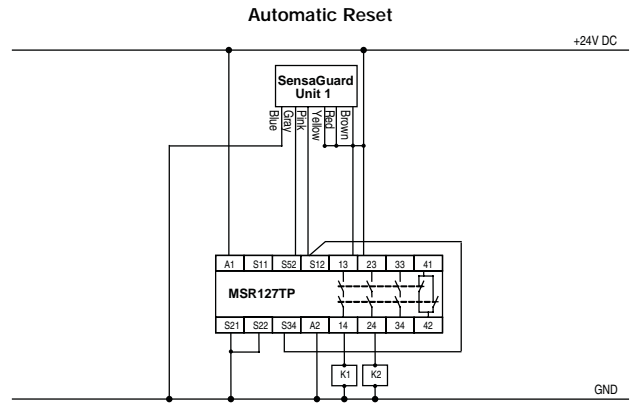 Automatic Reset
+24V DC
SensaGuard
Unit 1
Blue
Gray
Pink
Yellow
Red
Brown
A1 S11 S52 S12 13 23 33 41
MSR127TP
S21 S22 S34 A2 14 24 34 42
K1 K2
GND